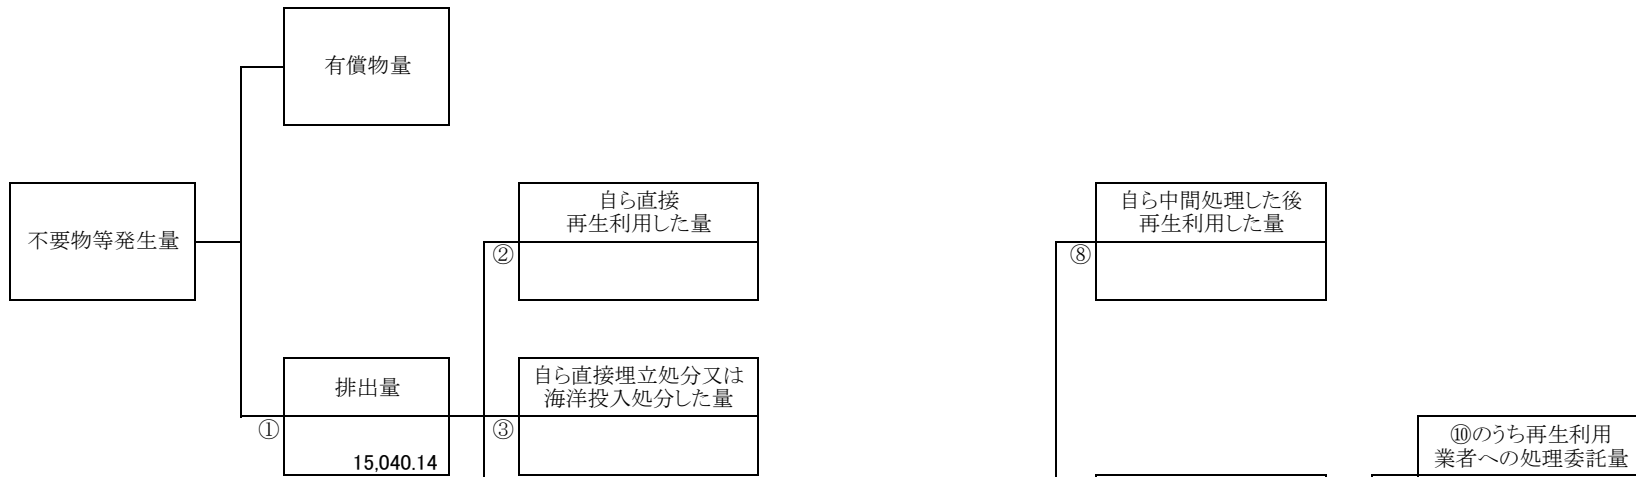 有償物量
不要物等発生量
自ら直接
再生利用した量
②
自ら中間処理した後
再生利用した量
⑧
排出量
①
15,040.14
自ら直接埋立処分又は
海洋投入処分した量
③
⑩のうち再生利用
業者への処理委託量